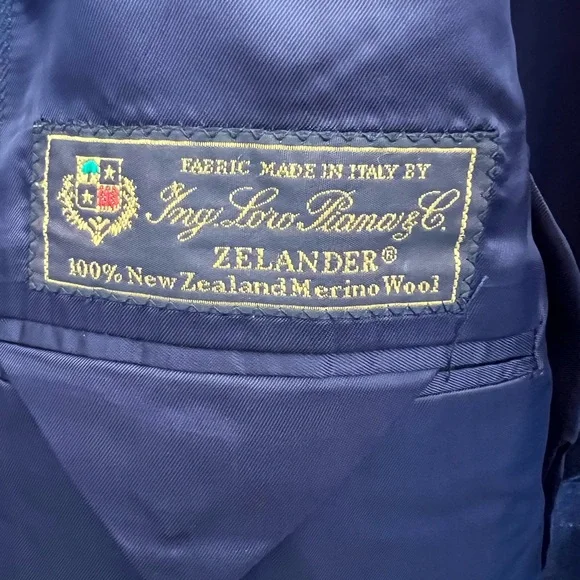 FABRIC MADE IN ITALY BY
Ing. Loro Piana & C.
ZELANDER®
100% New Zealand Merino Wool